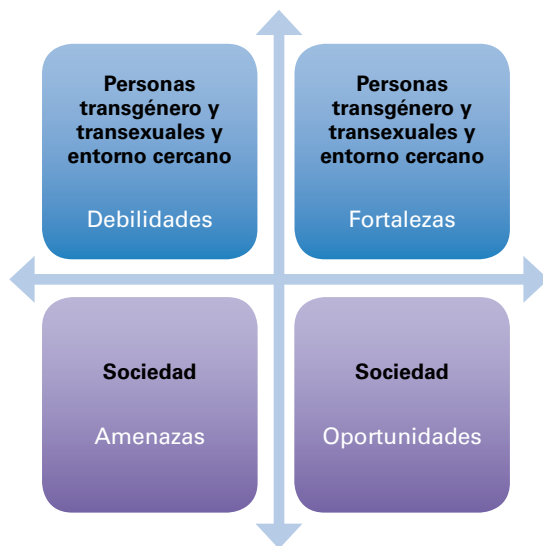 Personas
transgénero y
transexuales y
entorno cercano
Debilidades
Personas
transgénero y
transexuales y
entorno cercano
Fortalezas
Sociedad
Amenazas
Sociedad
Oportunidades